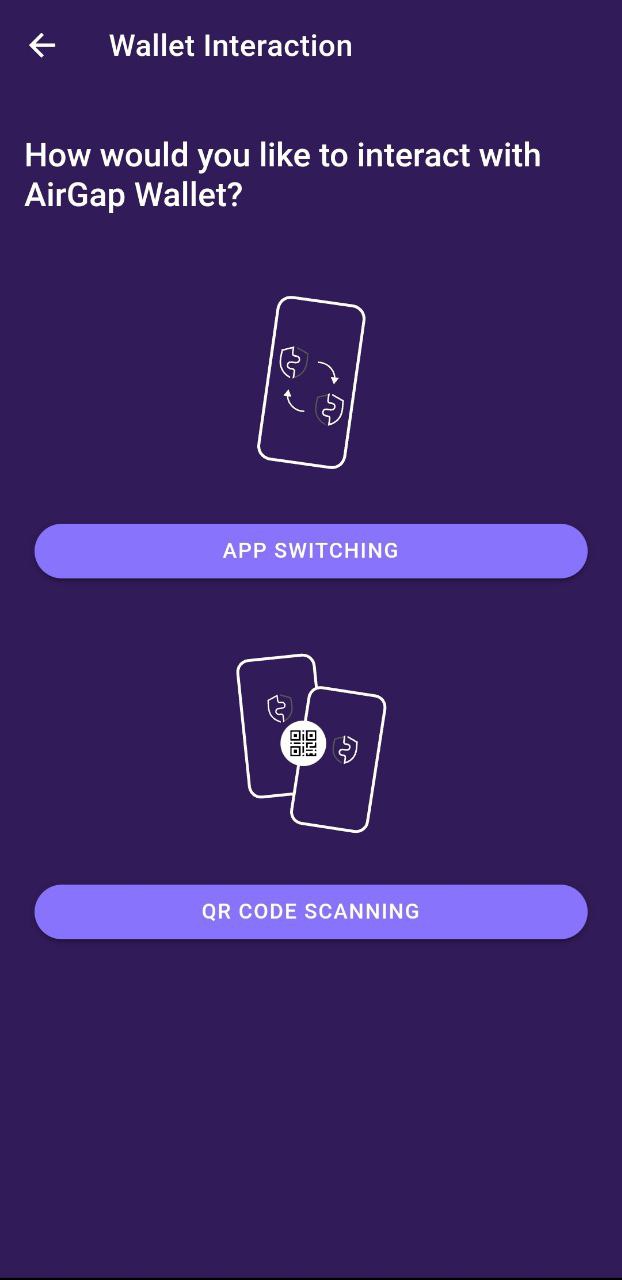 Wallet Interaction
How would you like to interact with
AirGap Wallet?
APP SWITCHING
QR CODE SCANNING